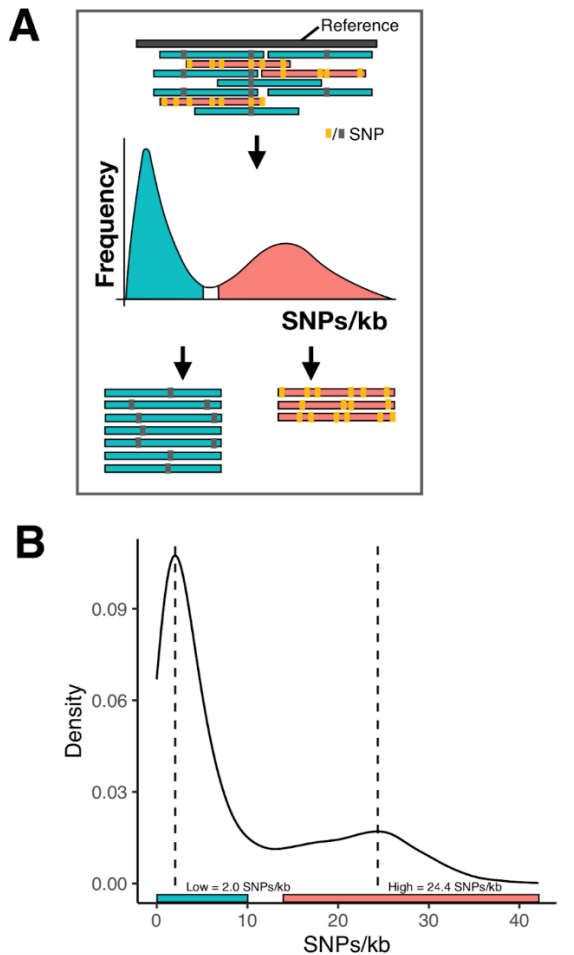 A
Reference
/ SNP
Frequency
SNPs/kb
B
Density
0.09
0.06
0.03
0.00
Low = 2.0 SNPs/kb
High = 24.4 SNPs/kb
0
10
20
30
40
SNPs/kb